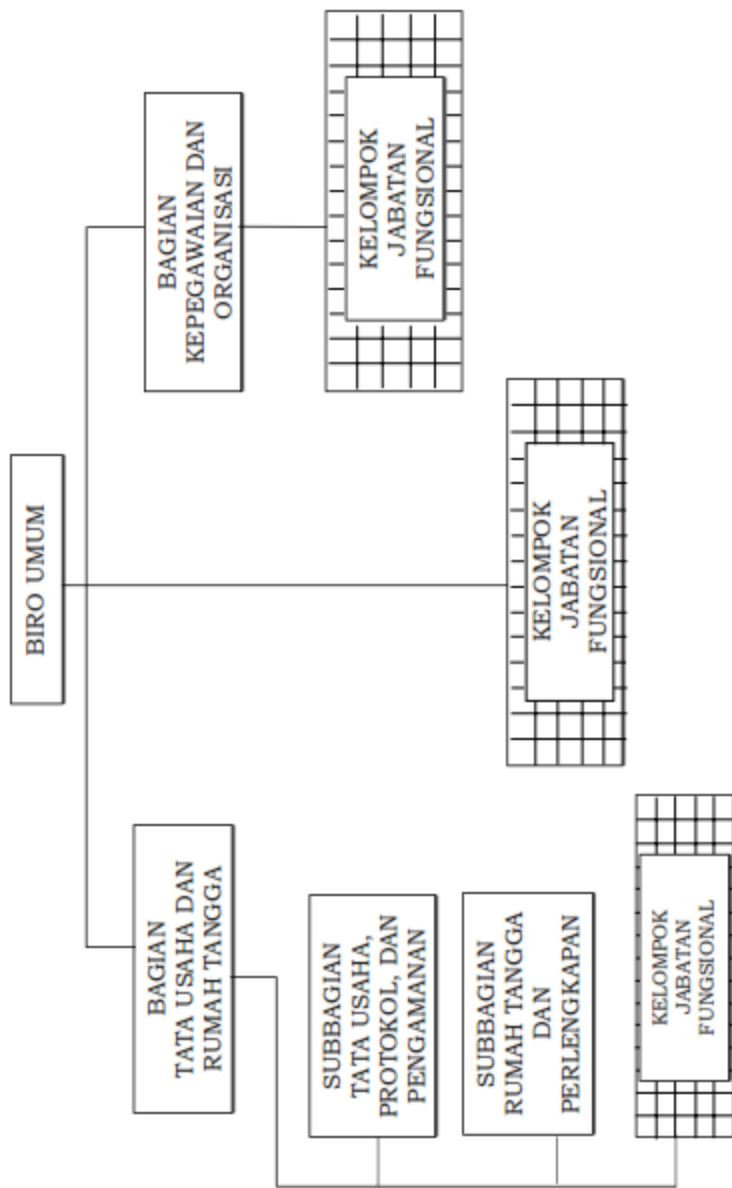 BIRO UMUM
BAGIAN
TATA USAHA DAN
RUMAH TANGGA
BAGIAN
KEPEGAWAIAN DAN
ORGANISASI
SUBBAGIAN
TATA USAHA,
PROTOKOL, DAN
PENGAMANAN
SUBBAGIAN
RUMAH TANGGA
DAN
PERLENGKAPAN
KELOMPOK
JABATAN
FUNGSIONAL
KELOMPOK
JABATAN
FUNGSIONAL
KELOMPOK
JABATAN
FUNGSIONAL